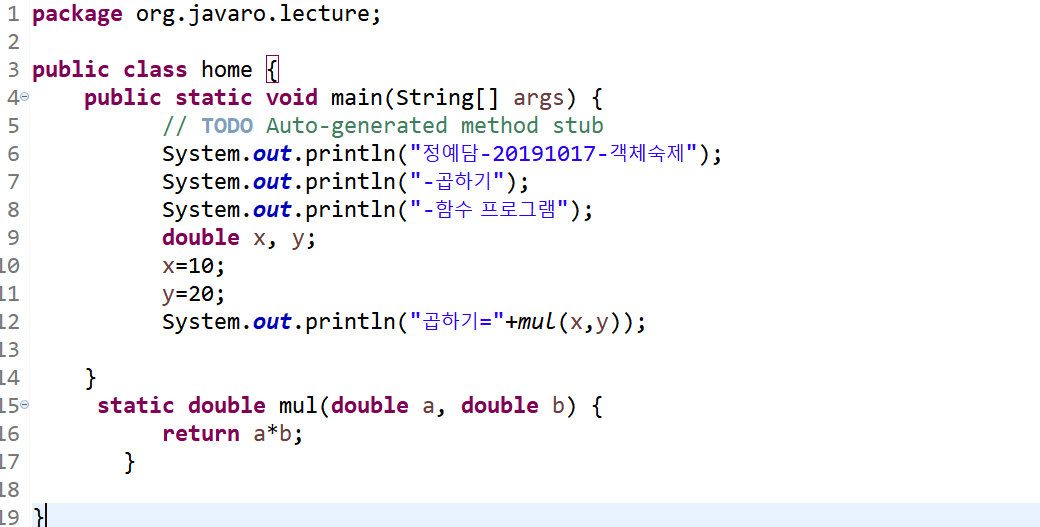 1 package org.javaro.lecture;
2
3 public class home {
4 public static void main(String[] args) {
5 // TODO Auto-generated method stub
6 System.out.println("정예담-20191017-객체숙제");
7 System.out.println("-곱하기");
8 System.out.println("-함수 프로그램");
9 double x, y;
10 x=10;
11 y=20;
12 System.out.println("곱하기="+mul(x,y));
13
14 }
15 static double mul(double a, double b) {
16 return a*b;
17 }
18
19 }